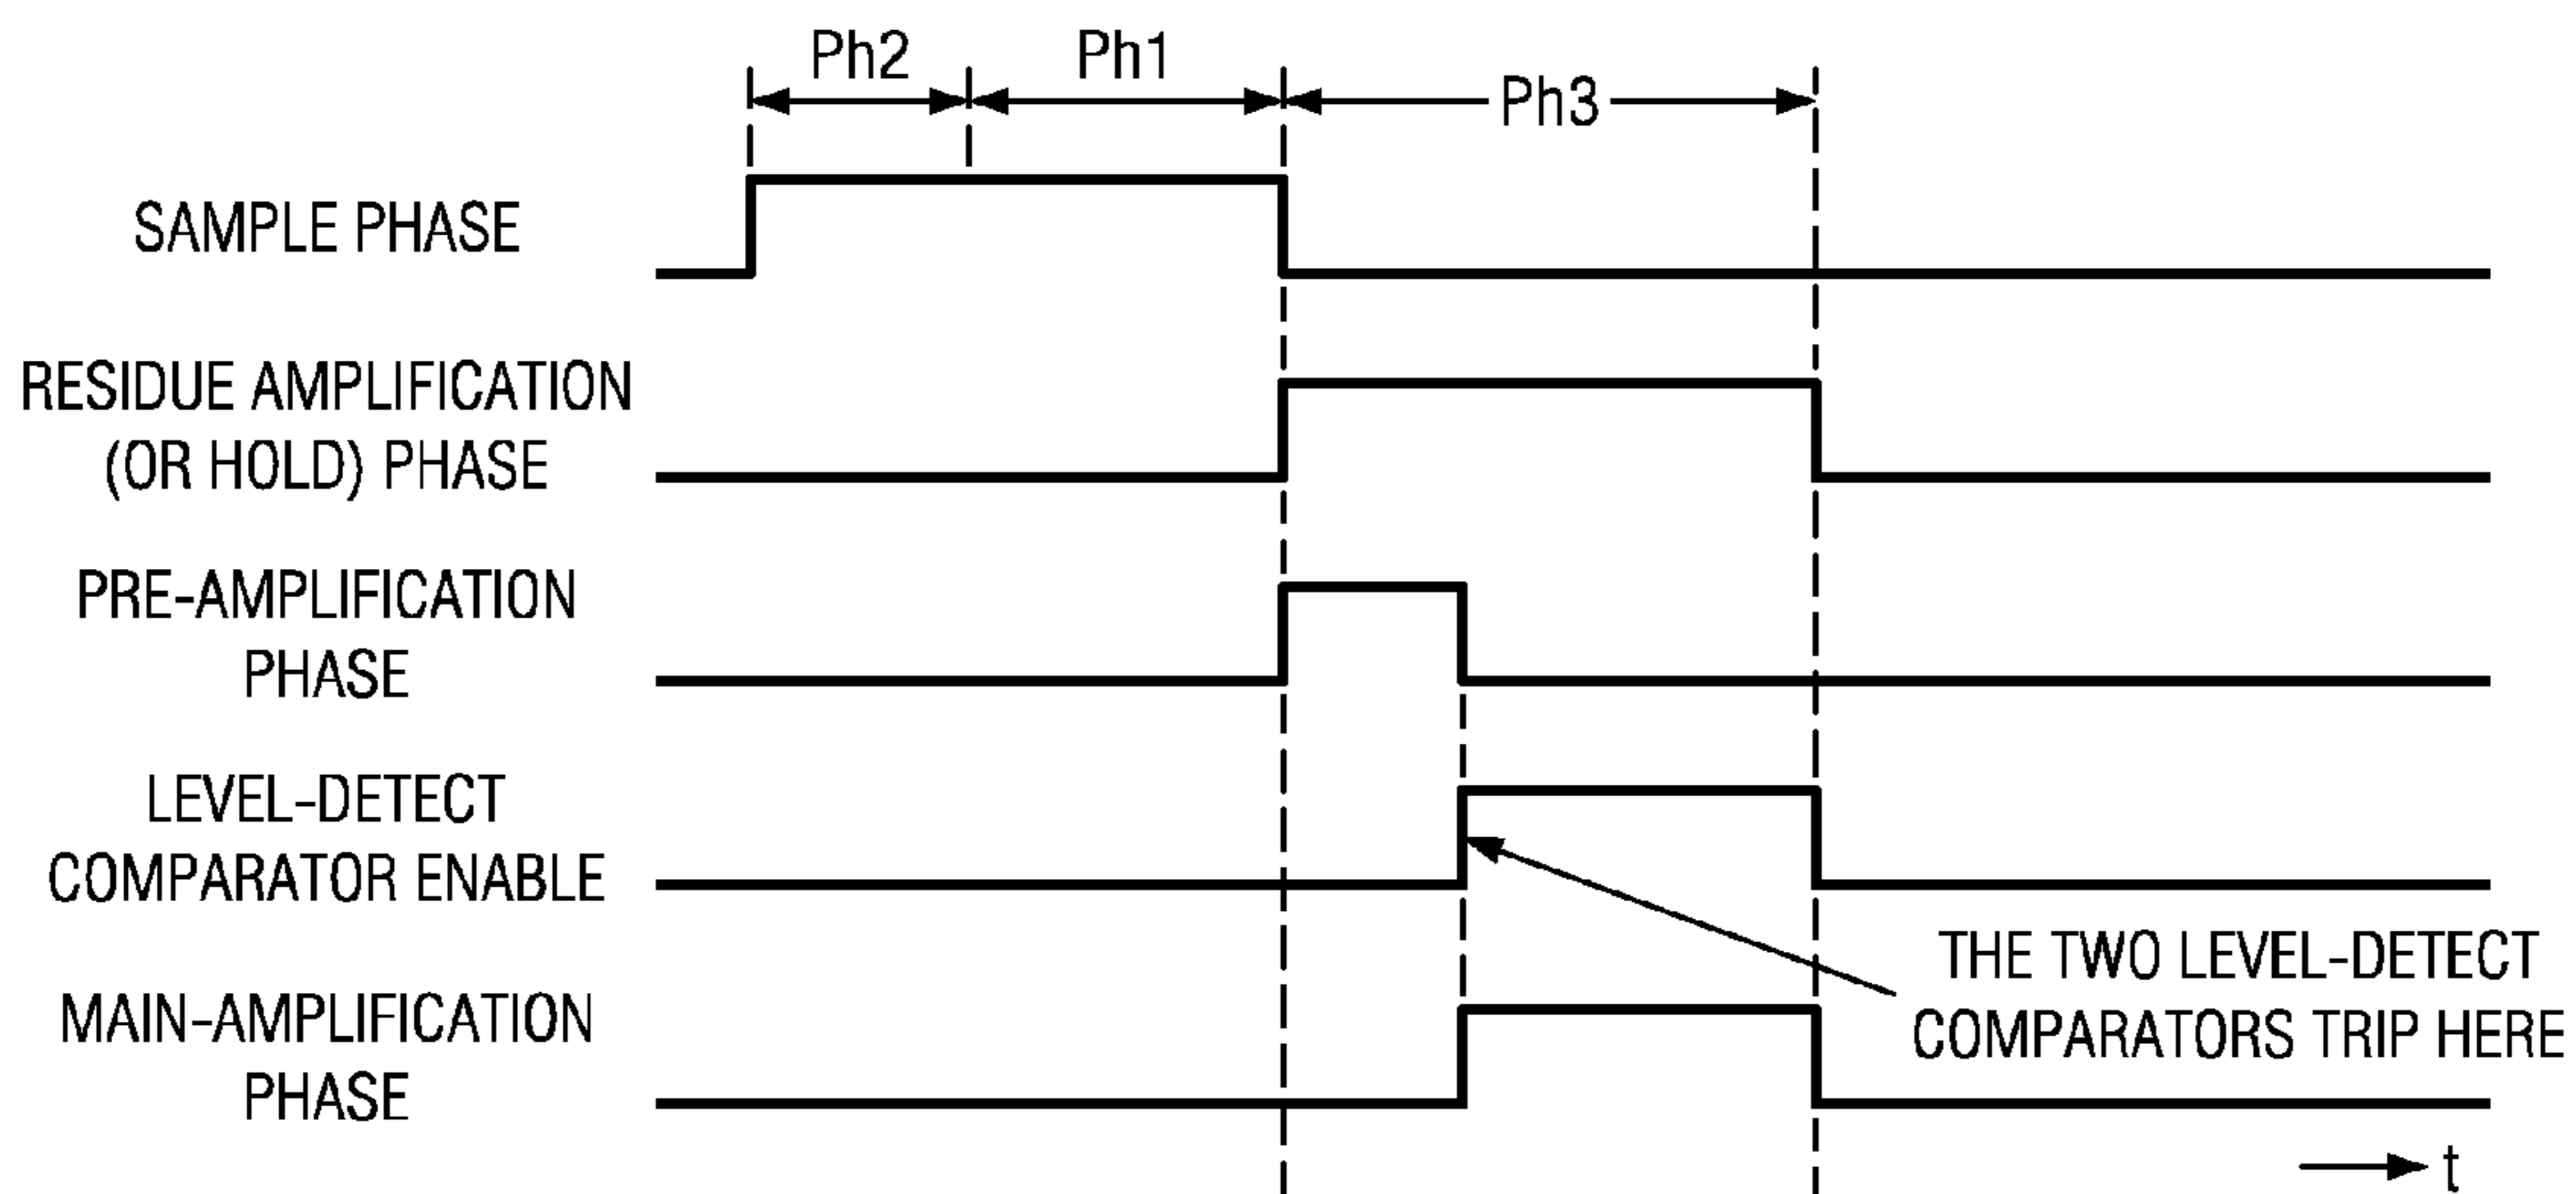 Ph2
Ph1
Ph3
SAMPLE PHASE
RESIDUE AMPLIFICATION
(OR HOLD) PHASE
PRE-AMPLIFICATION
PHASE
LEVEL-DETECT
COMPARATOR ENABLE
THE TWO LEVEL-DETECT
COMPARATORS TRIP HERE
MAIN-AMPLIFICATION
PHASE
t